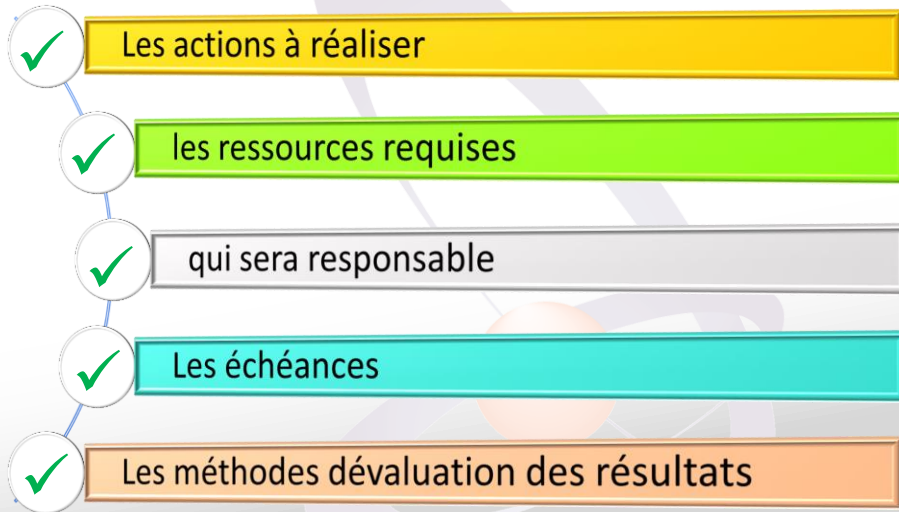 Les actions à réaliser
les ressources requises
qui sera responsable
Les échéances
Les méthodes dévaluation des résultats